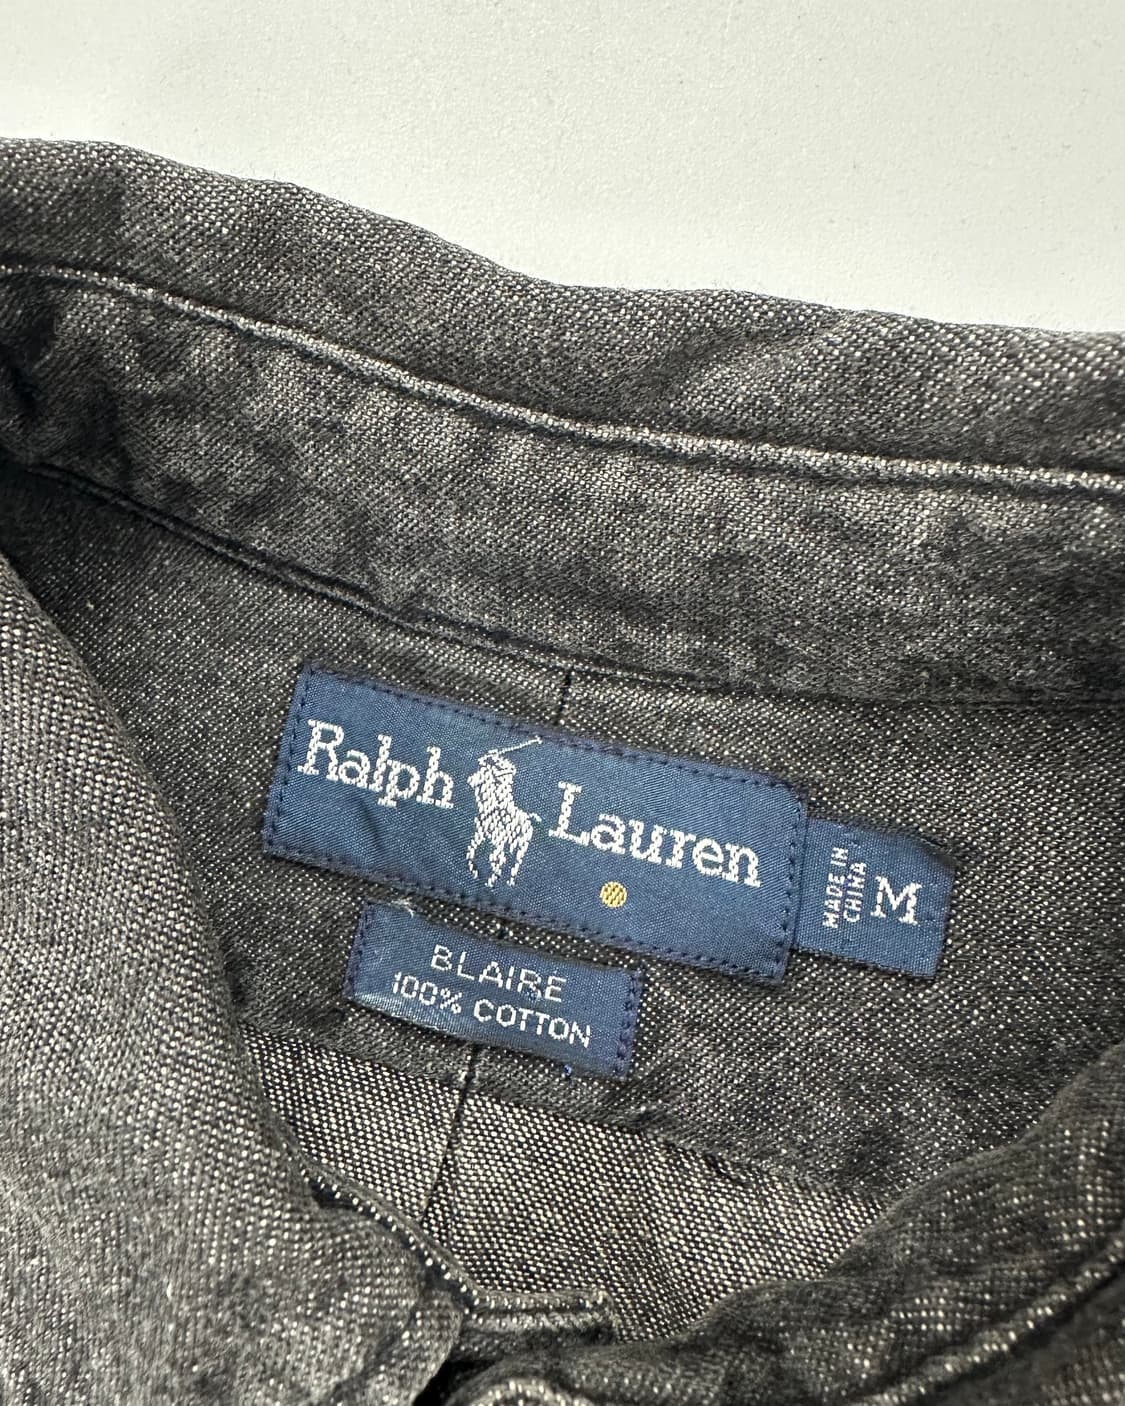 Ralph Lauren
MADE IN
CHINA
M
BLAIRE
100% COTTON